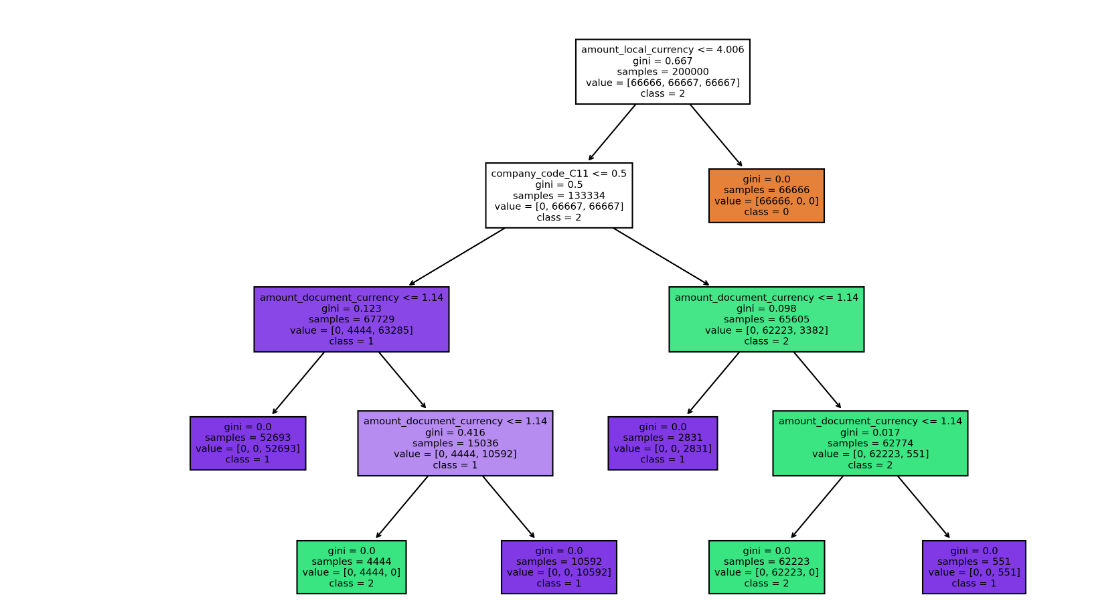 amount_local_currency <= 4.006
gini = 0.667
samples = 200000
value = [66666, 66667, 66667]
class = 2
company_code_C11 <= 0.5
gini = 0.5
samples = 133334
value = [0, 66667, 66667]
class = 2
gini = 0.0
samples = 66666
value = [66666, 0, 0]
class = 0
amount_document_currency <= 1.14
gini = 0.123
samples = 67729
value = [0, 4444, 63285]
class = 1
amount_document_currency <= 1.14
gini = 0.098
samples = 65605
value = [0, 62223, 3382]
class = 2
gini = 0.0
samples = 52693
value = [0, 0, 52693]
class = 1
amount_document_currency <= 1.14
gini = 0.416
samples = 15036
value = [0, 4444, 10592]
class = 1
gini = 0.0
samples = 2831
value = [0, 0, 2831]
class = 1
amount_document_currency <= 1.14
gini = 0.017
samples = 62774
value = [0, 62223, 551]
class = 2
gini = 0.0
samples = 4444
value = [0, 4444, 0]
class = 2
gini = 0.0
samples = 10592
value = [0, 0, 10592]
class = 1
gini = 0.0
samples = 62223
value = [0, 62223, 0]
class = 2
gini = 0.0
samples = 551
value = [0, 0, 551]
class = 1